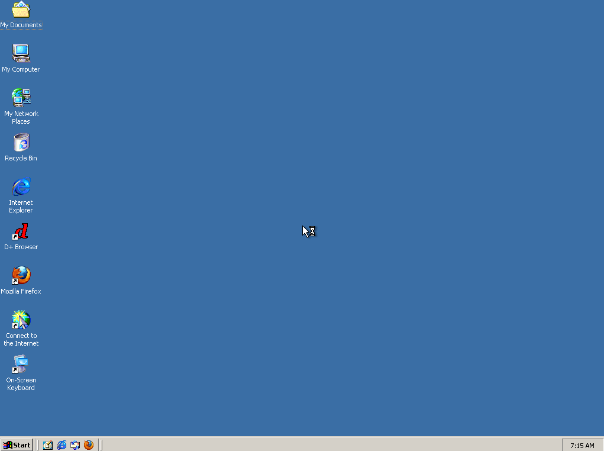 My Documents
My Computer
My Network
Places
Recycle Bin
Internet
Explorer
D+ Browser
Mozilla Firefox
Connect to
the Internet
On-Screen
Keyboard
Start
7:15 AM